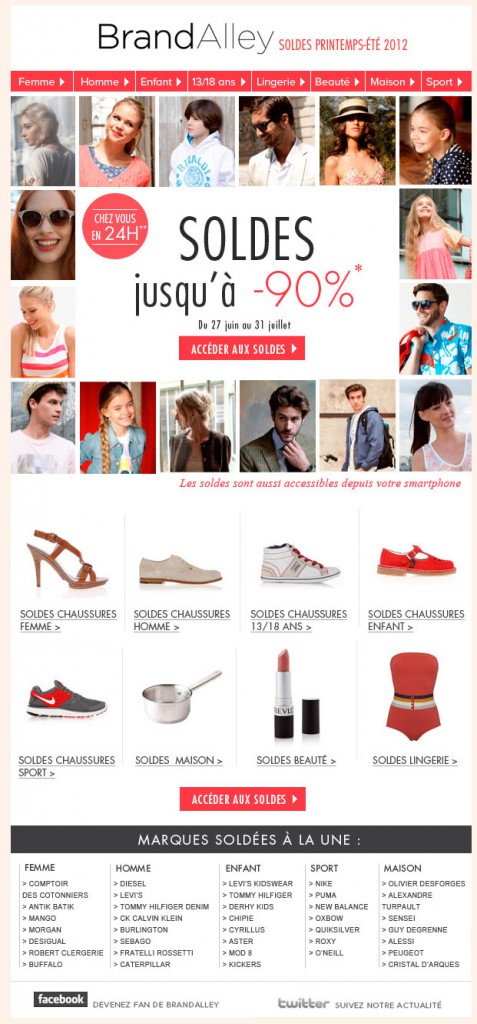 BrandAlley SOLDES PRINTEMPS-ÉTÉ 2012
Femme Homme Enfant 13/18 ans Lingerie Beauté Maison Sport
CHEZ VOUS
EN 24H**
SOLDES
jusqu'à -90%*
Du 27 juin au 31 juillet
ACCÉDER AUX SOLDES
Les soldes sont aussi accessibles depuis votre smartphone
SOLDES CHAUSSURES
FEMME >
SOLDES CHAUSSURES
HOMME >
SOLDES CHAUSSURES
13/18 ANS >
SOLDES CHAUSSURES
ENFANT >
REVLON
SOLDES CHAUSSURES
SPORT >
SOLDES MAISON >
SOLDES BEAUTÉ >
SOLDES LINGERIE >
ACCÉDER AUX SOLDES
MARQUES SOLDÉES À LA UNE :
FEMME
> COMPTOIR
DES COTONNIERS
> ANTIK BATIK
> MANGO
> MORGAN
> DESIGUAL
> ROBERT CLERGERIE
> BUFFALO
HOMME
> DIESEL
> LEVI'S
> TOMMY HILFIGER DENIM
> CK CALVIN KLEIN
> BURLINGTON
> SEBAGO
> FRATELLI ROSSETTI
> CATERPILLAR
ENFANT
> LEVI'S KIDSWEAR
> TOMMY HILFIGER
> DERHY KIDS
> CHIPIE
> CYRILLUS
> ASTER
> MOD 8
> KICKERS
SPORT
> NIKE
> PUMA
> NEW BALANCE
> OXBOW
> QUIKSILVER
> ROXY
> O'NEILL
MAISON
> OLIVIER DESFORGES
> ALEXANDRE
TURPAULT
> SENSEI
> GUY DEGRENNE
> ALESSI
> PEUGEOT
> CRISTAL D'ARQUES
facebook DEVENEZ FAN DE BRANDALLEY
twitter SUIVEZ NOTRE ACTUALITÉ